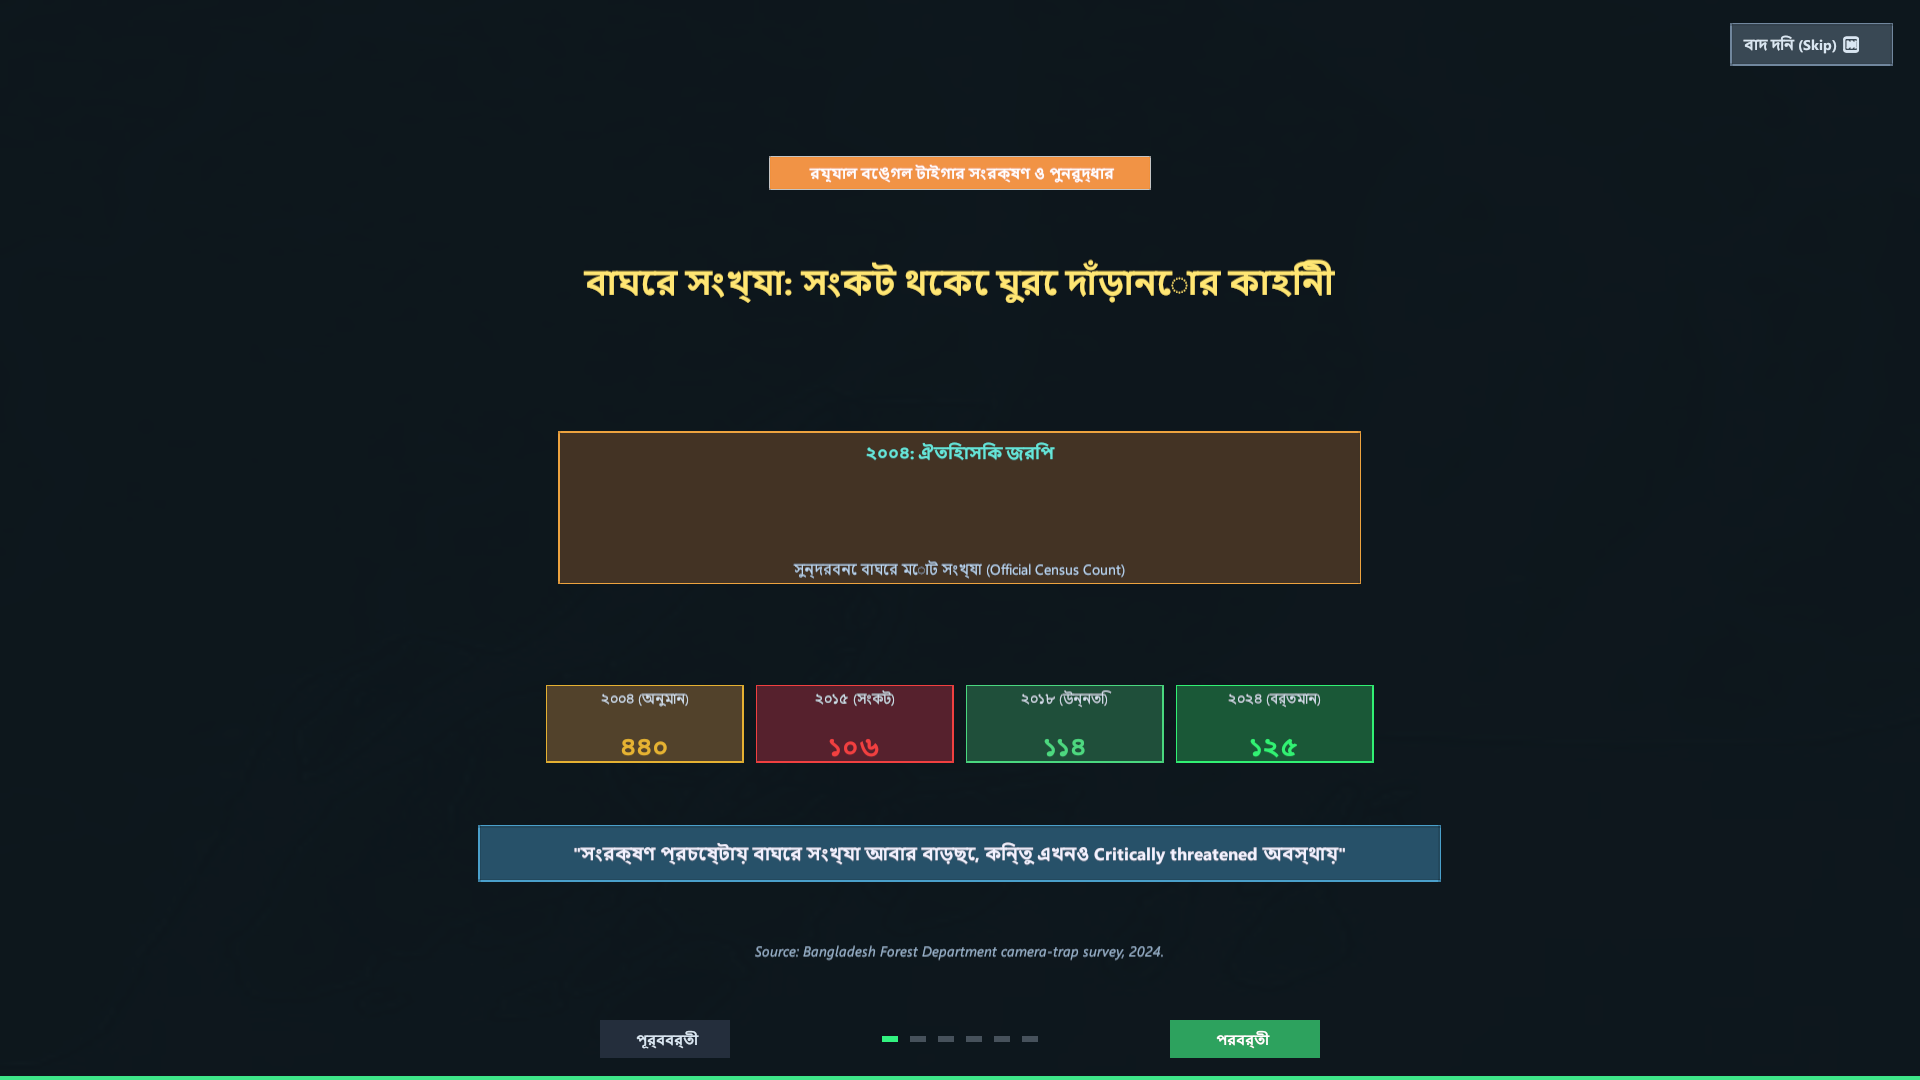 বাদ দিন (Skip) ⏭
রয়্যাল বেঙ্গেল টাইগার সংরক্ষণ ও পুনরুদ্ধার
বাঘের সংখ্যা: সংকট থেকে ঘুরে দাঁড়ানোর কাহিনী
২০০৪: ঐতিহাসিক জরিপ
সুন্দরবনে বাঘের মোট সংখ্যা (Official Census Count)
২০০৪ (অনুমান)
২০১৫ (সংকট)
২০১৮ (উন্নতি)
২০২৪ (বর্তমান)
৪৪০
১০৬
১১৪
১২৫
"সংরক্ষণ প্রচেষ্টায় বাঘের সংখ্যা আবার বাড়ছে, কিন্তু এখনও Critically threatened অবস্থায়"
Source: Bangladesh Forest Department camera-trap survey, 2024.
পূর্ববর্তী
পরবর্তী